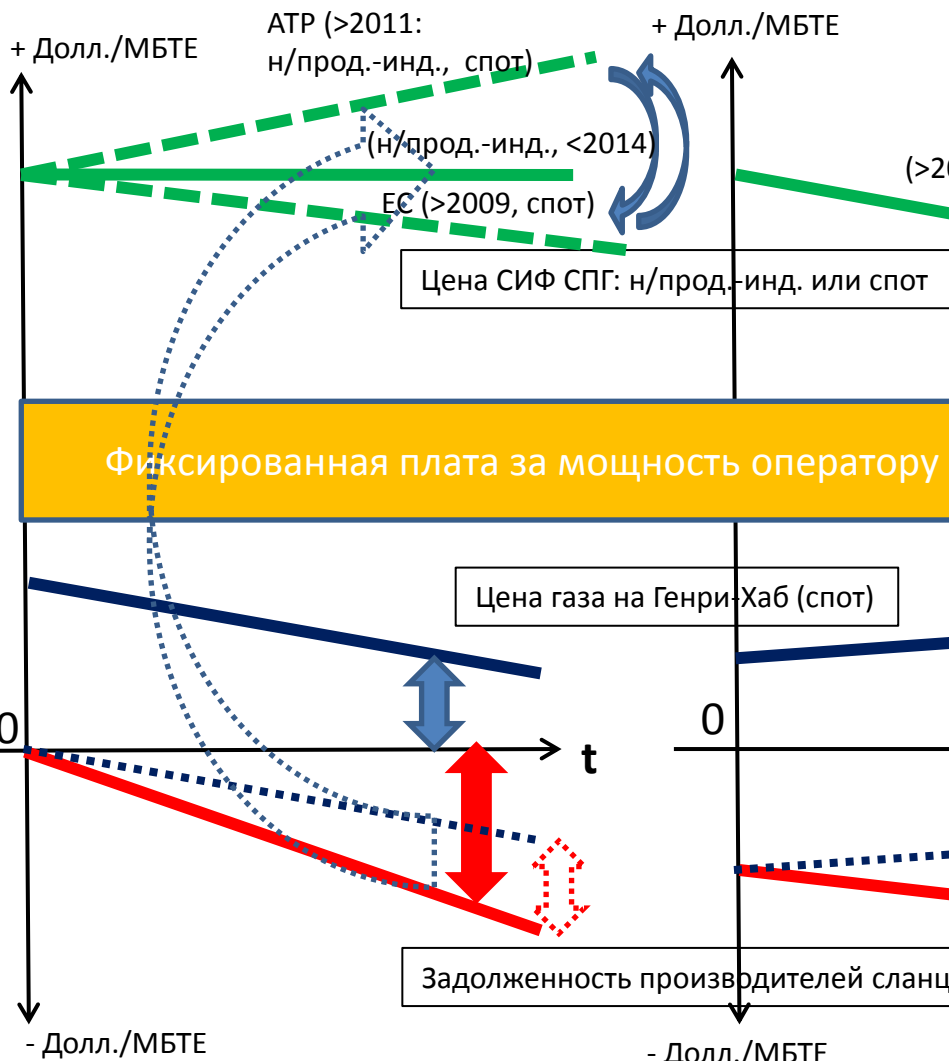 + Долл./МБТЕ
АТР (>2011:
н/прод.-инд., спот)
+ Долл./МБТЕ
(н/прод.-инд., <2014)
ЕС (>2009, спот)
Цена СИФ СПГ: н/прод.-инд. или спот
Фиксированная плата за мощность оператору
Цена газа на Генри-Хаб (спот)
0
t
0
Задолженность производителей
- Долл./МБТЕ
- Долл./МБТЕ